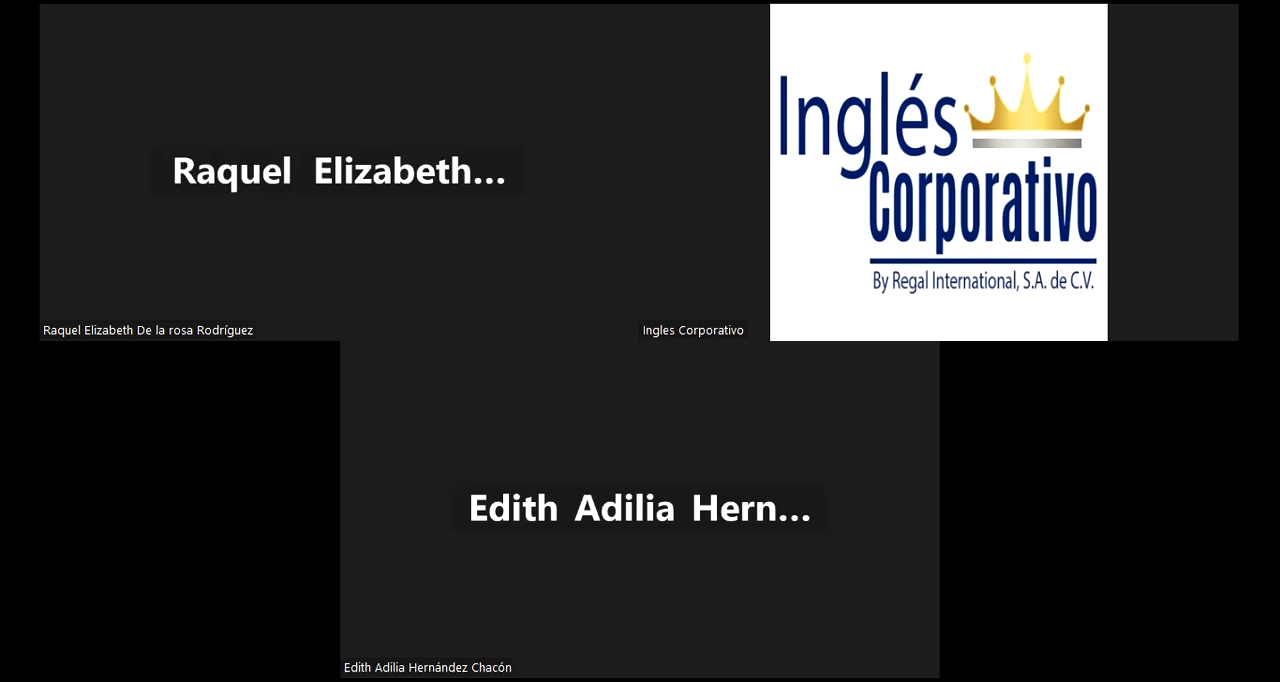 Raquel Elizabeth...
Raquel Elizabeth De la rosa Rodríguez
Inglés
Corporativo
By Regal International, S.A. de C.V.
Ingles Corporativo
Edith Adilia Hern...
Edith Adilia Hernández Chacón